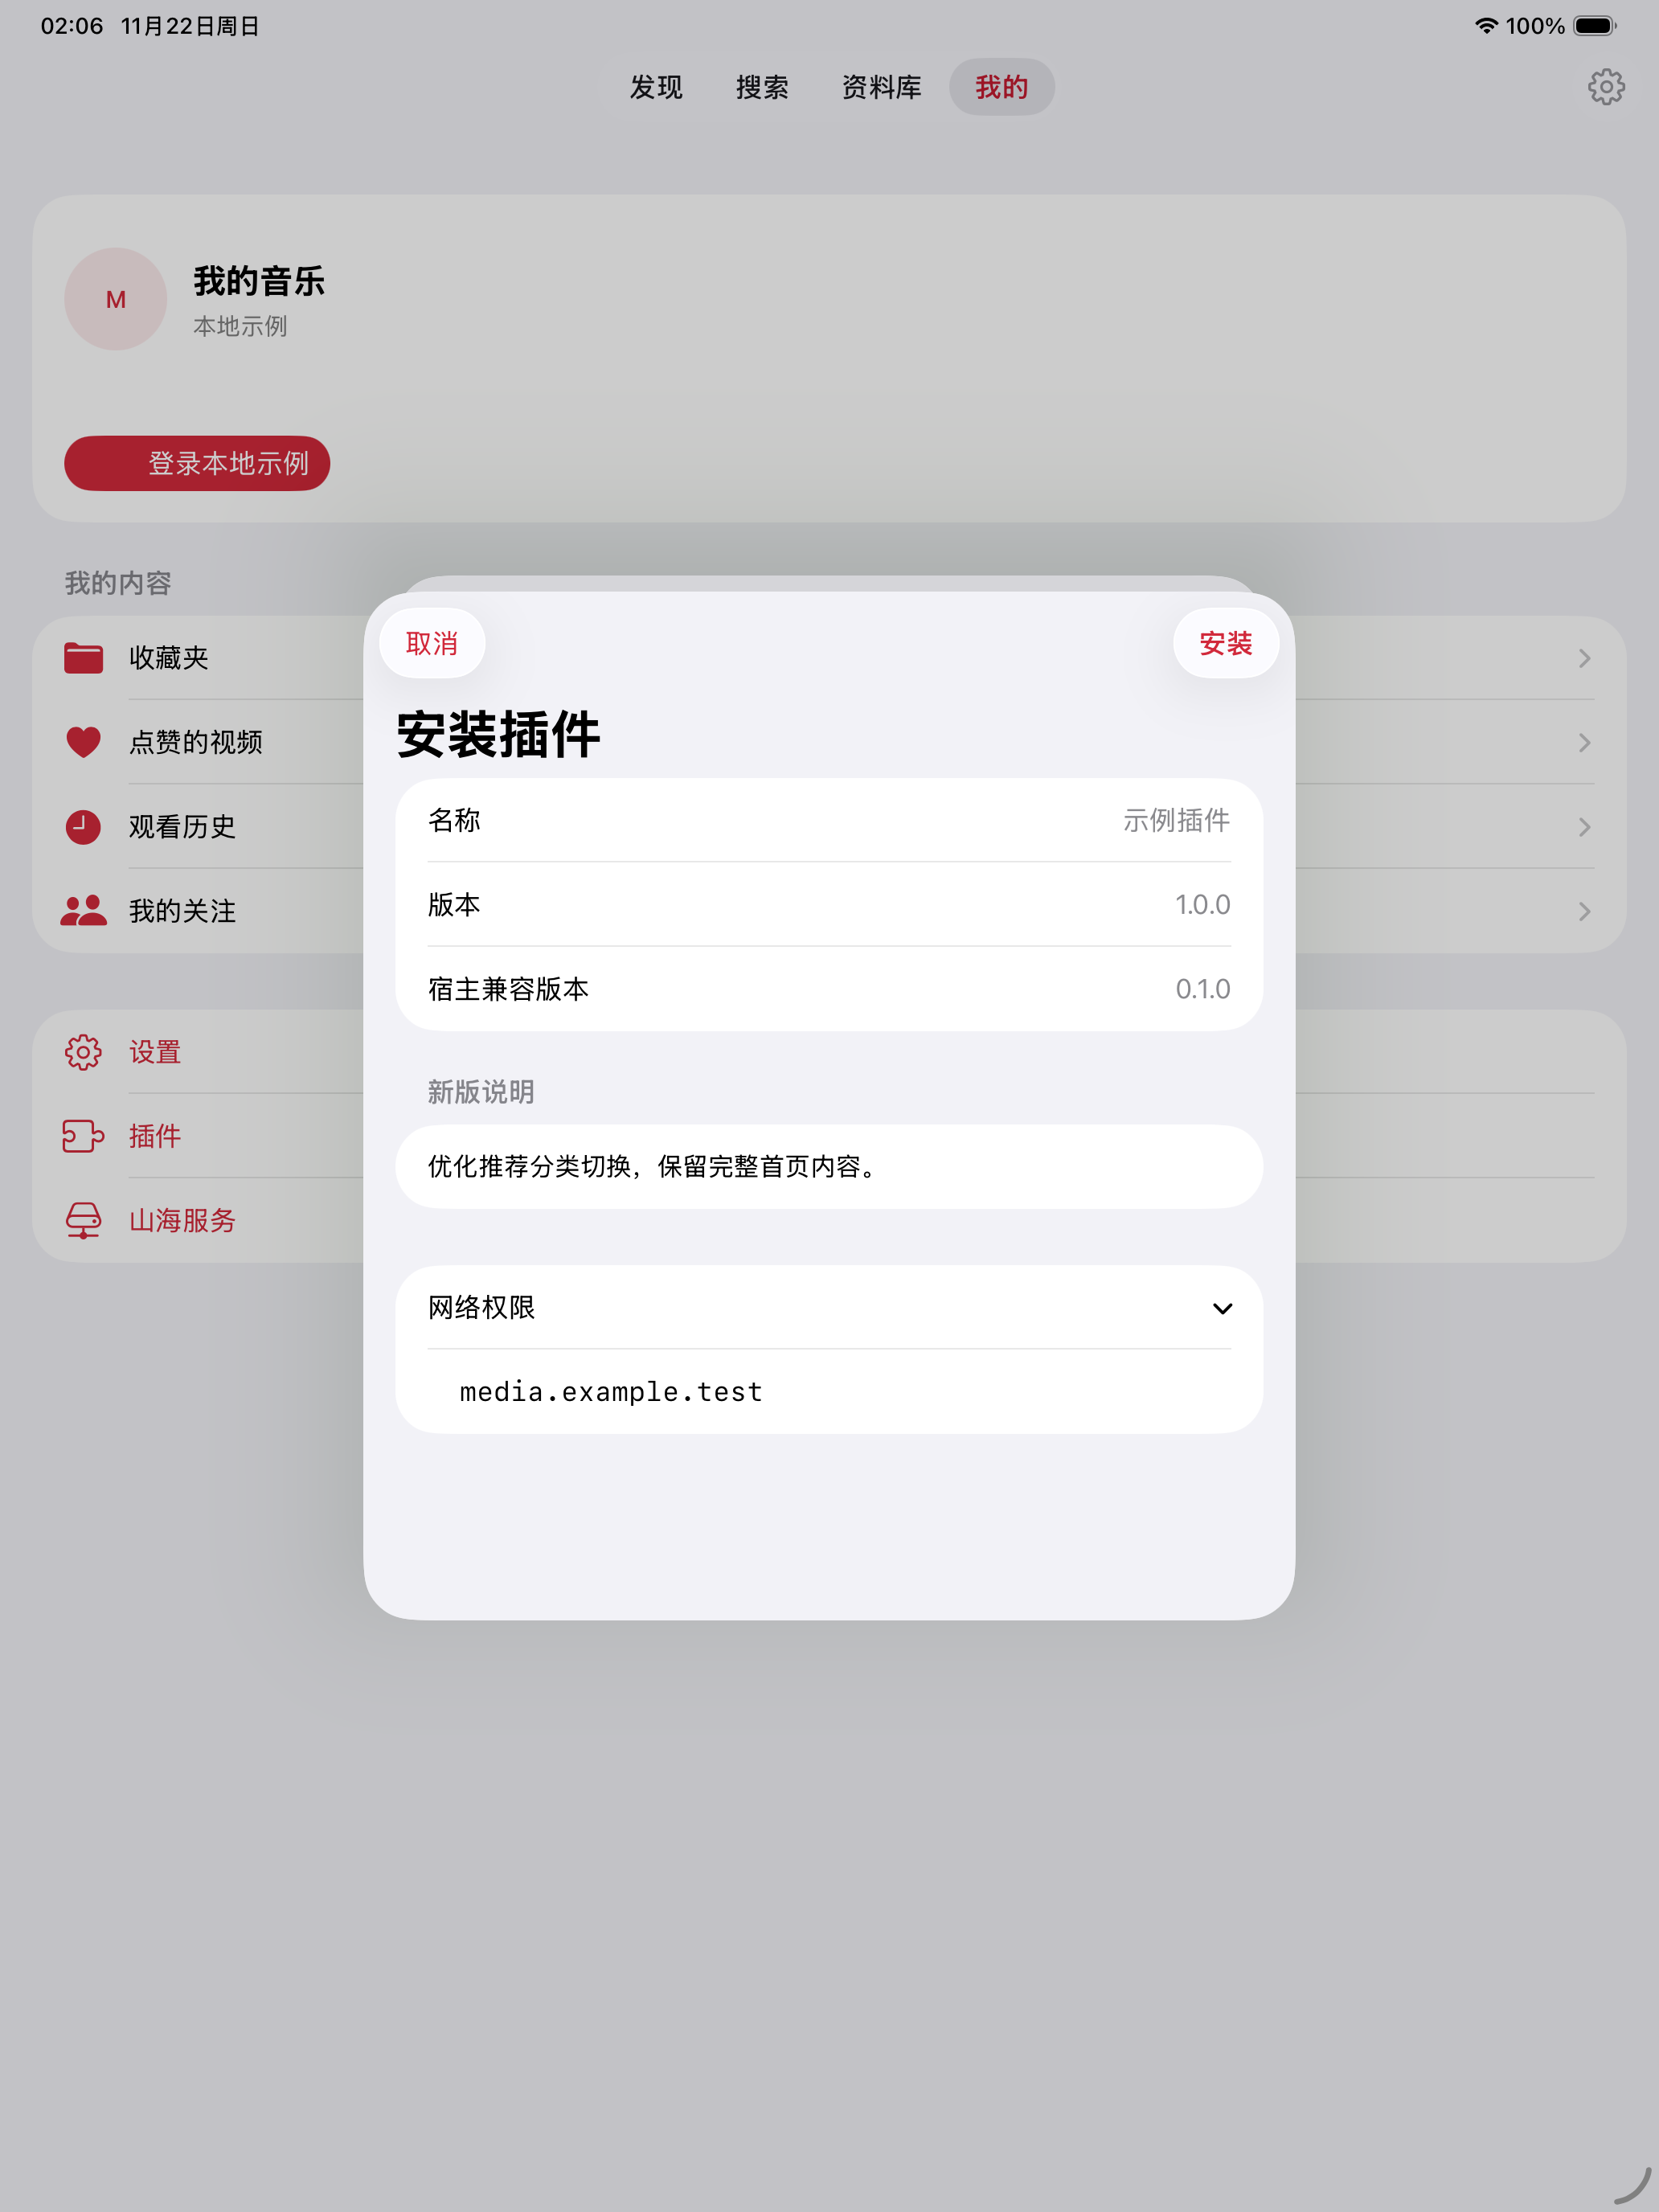 02:06 11月22日周日
100%
发现 搜索 资料库 我的
M
我的音乐
本地示例
登录本地示例
我的内容
收藏夹
点赞的视频
观看历史
我的关注
设置
插件
山海服务
取消 安装
安装插件
名称 示例插件
版本 1.0.0
宿主兼容版本 0.1.0
新版说明
优化推荐分类切换，保留完整首页内容。
网络权限
media.example.test